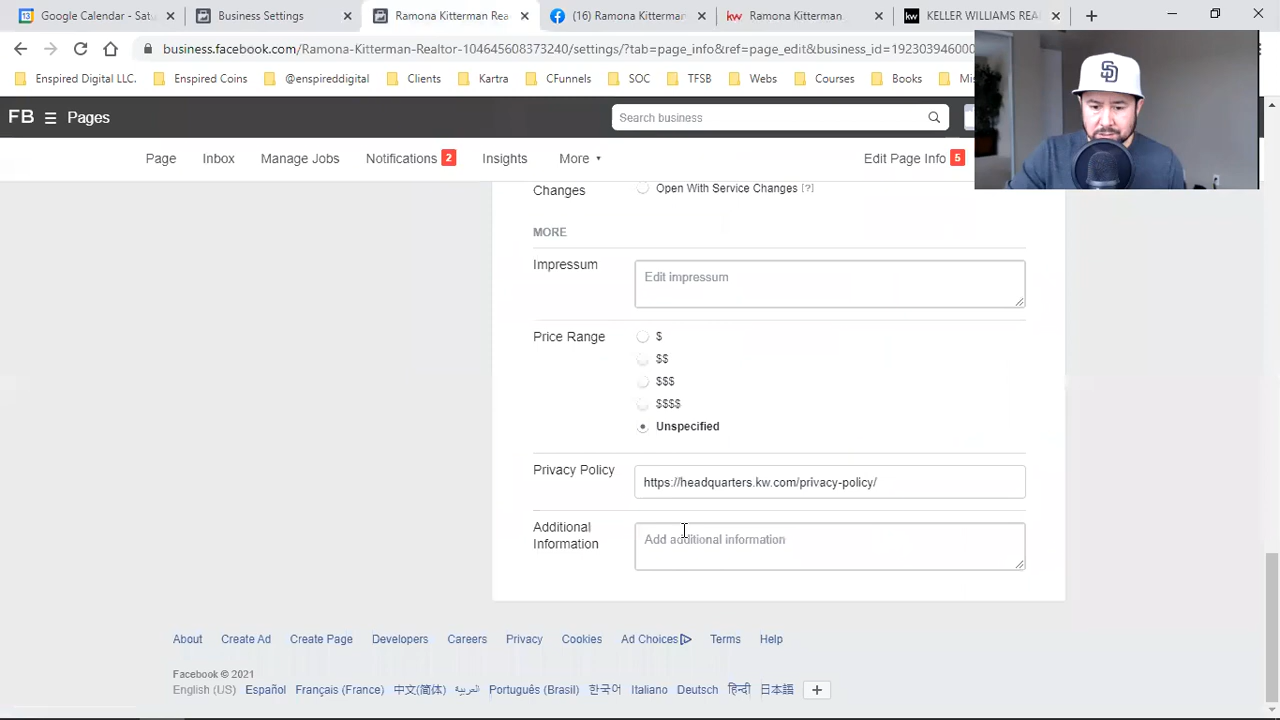 Google Calendar - Satu
Business Settings
Ramona Kitterman Rea
(16) Ramona Kitterman
Ramona Kitterman
KELLER WILLIAMS REA
business.facebook.com/Ramona-Kitterman-Realtor-104645608373240/settings/?tab=page_info&ref=page_edit&business_id=192303946000
Enspired Digital LLC.
Enspired Coins
@enspireddigital
Clients
Kartra
CFunnels
SOC
TFSB
Webs
Courses
Books
FB
Pages
Search business
Page
Inbox
Manage Jobs
Notifications 2
Insights
More
Edit Page Info 5
SD
Changes
Open With Service Changes [?]
MORE
Impressum
Edit impressum
Price Range
$
$$
$$$
$$$$
Unspecified
Privacy Policy
https://headquarters.kw.com/privacy-policy/
Additional
Information
Add additional information
About
Create Ad
Create Page
Developers
Careers
Privacy
Cookies
Ad Choices
Terms
Help
Facebook © 2021
English (US)
Español
Français (France)
中文(简体)
العربية
Português (Brasil)
한국어
Italiano
Deutsch
हिन्दी
日本語